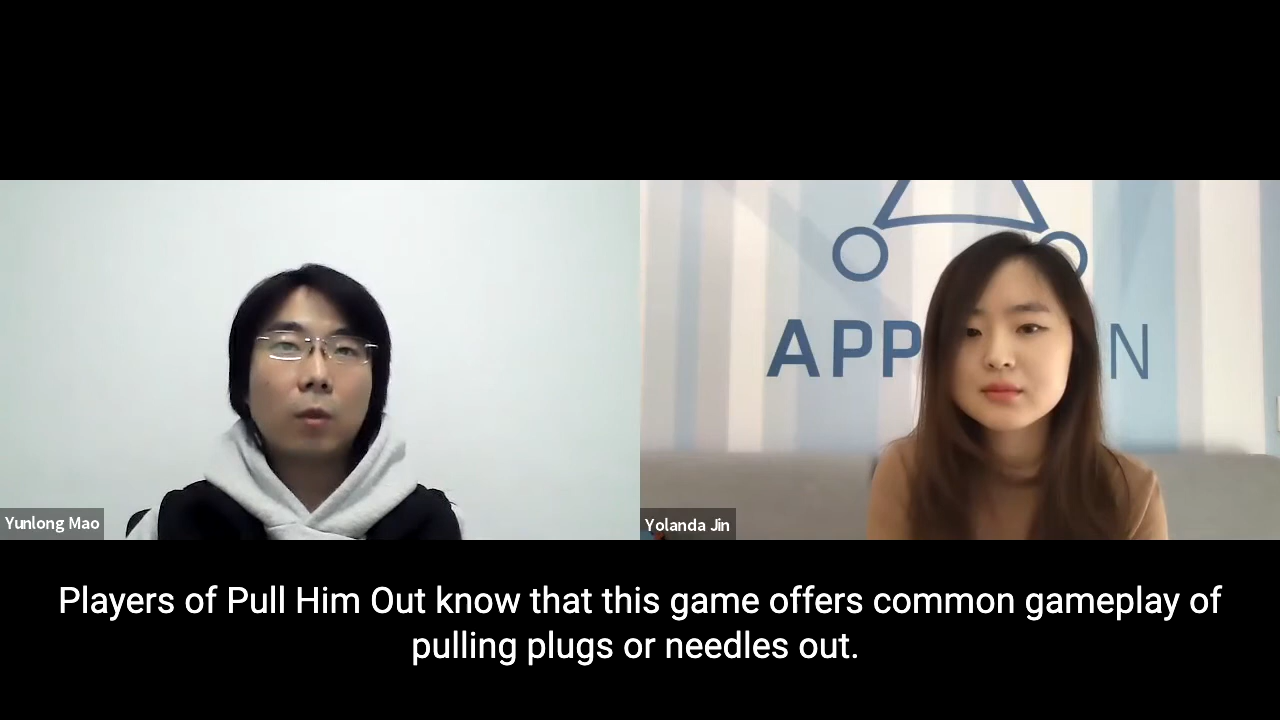 APP N
Yunlong Mao
Yolanda Jin
Players of Pull Him Out know that this game offers common gameplay of
pulling plugs or needles out.